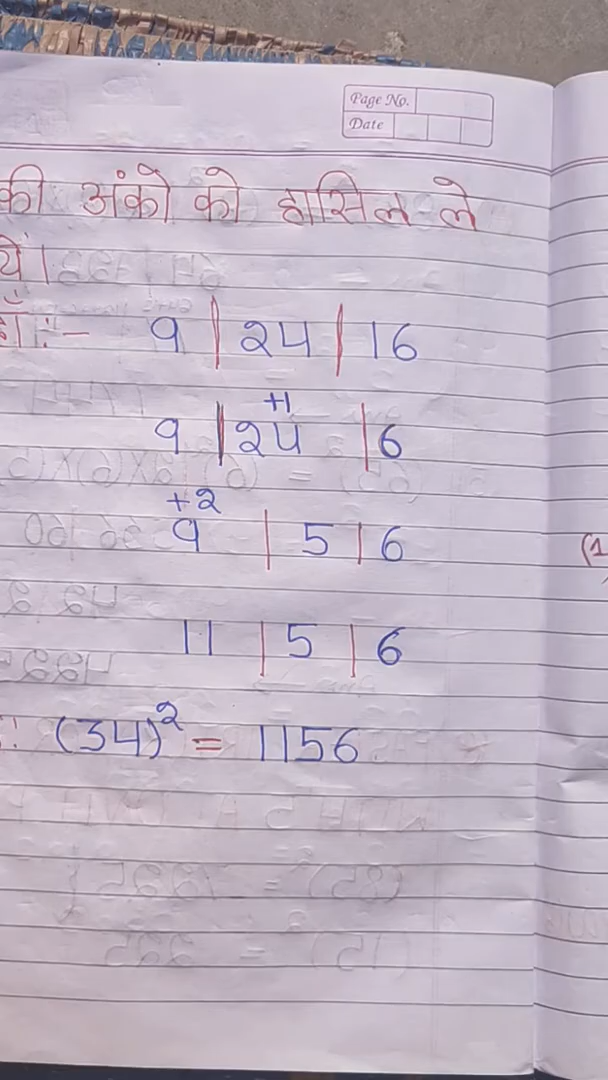 Page No.
Date
की अंको को हासिल ले
ये।
:- 9 | 24 | 16
+1
9 | 24 | 6
+2
9 | 5 | 6
(1
11 | 5 | 6
(34)² = 1156